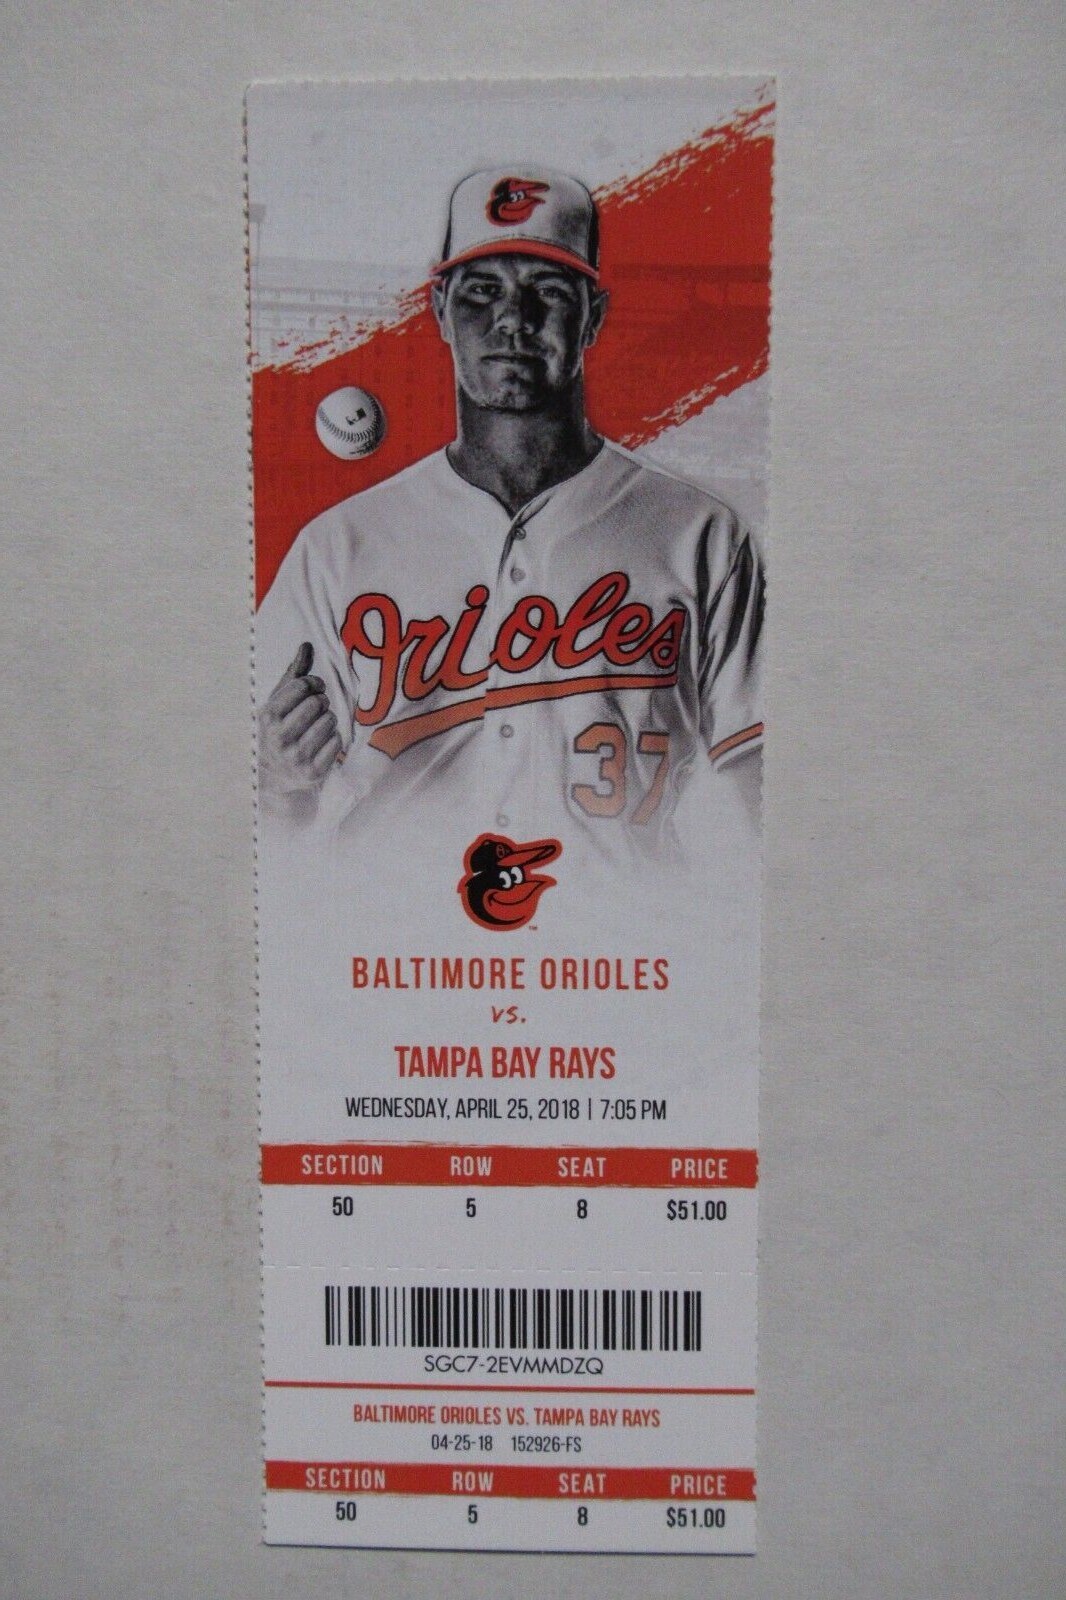 Orioles
37
BALTIMORE ORIOLES
vs.
TAMPA BAY RAYS
WEDNESDAY, APRIL 25, 2018 | 7:05 PM
SECTION ROW SEAT PRICE
50 5 8 $51.00
SGC7-2EVMMDZQ
BALTIMORE ORIOLES VS. TAMPA BAY RAYS
04-25-18 152926-FS
SECTION ROW SEAT PRICE
50 5 8 $51.00